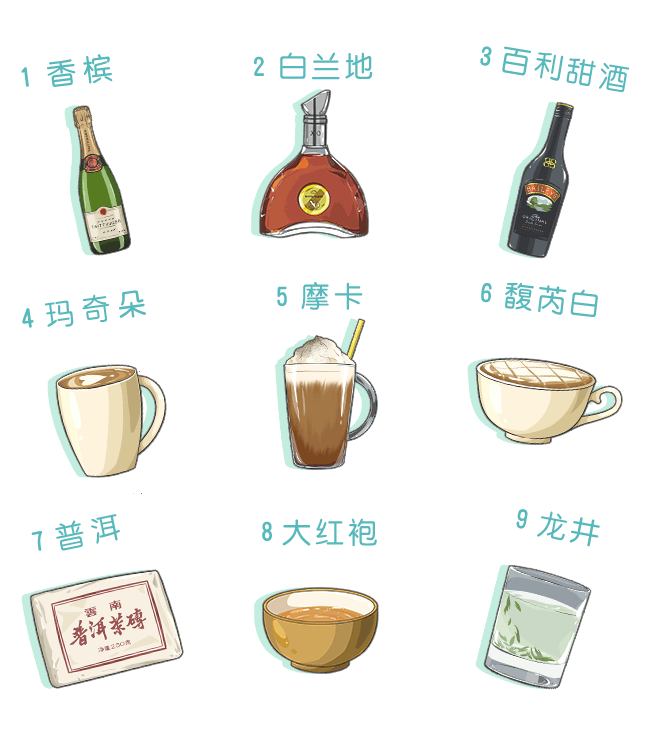 1 香槟
2 白兰地
3 百利甜酒
XO
BAILEYS
4 玛奇朵
5 摩卡
6 馥芮白
7 普洱
8 大红袍
9 龙井
雲南
普洱茶磚
净重250克